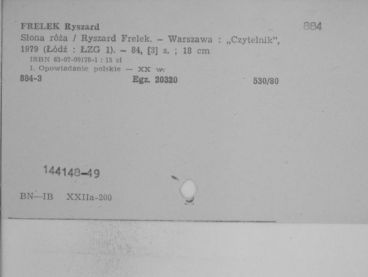 FRELEK Ryszard 884
Słona róża / Ryszard Frelek. – Warszawa : „Czytelnik",
1979 (Łódź : ŁZG 1). – 84, [3] s. ; 18 cm
ISBN 83-07-00178-1 : 15 zł
1. Opowiadanie polskie — XX w.
884-3 Egz. 20320 530/80
144148-49
BN—IB XXIIa-200